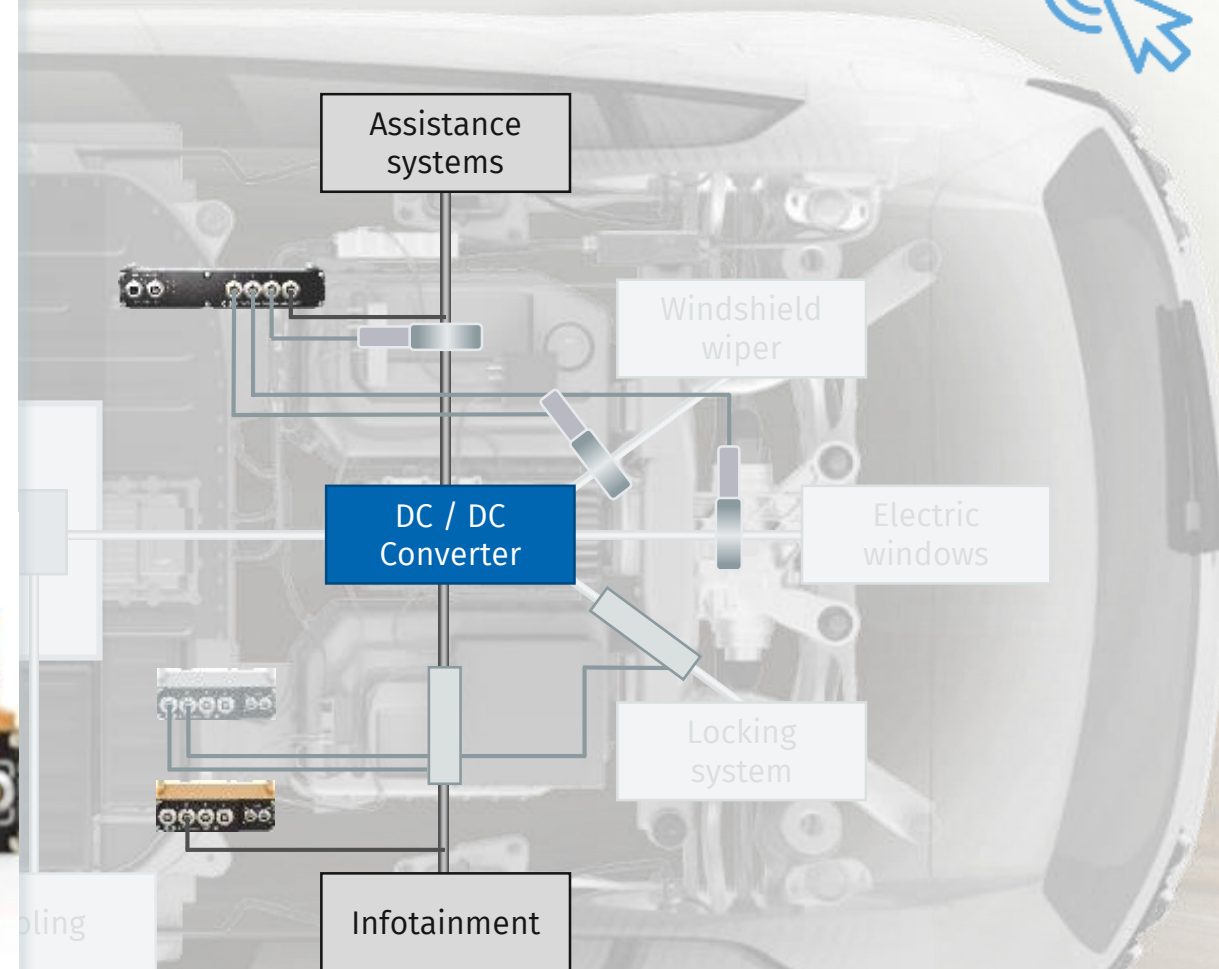 Assistance
systems
Windshield
wiper
DC / DC
Converter
Electric
windows
Locking
system
Infotainment